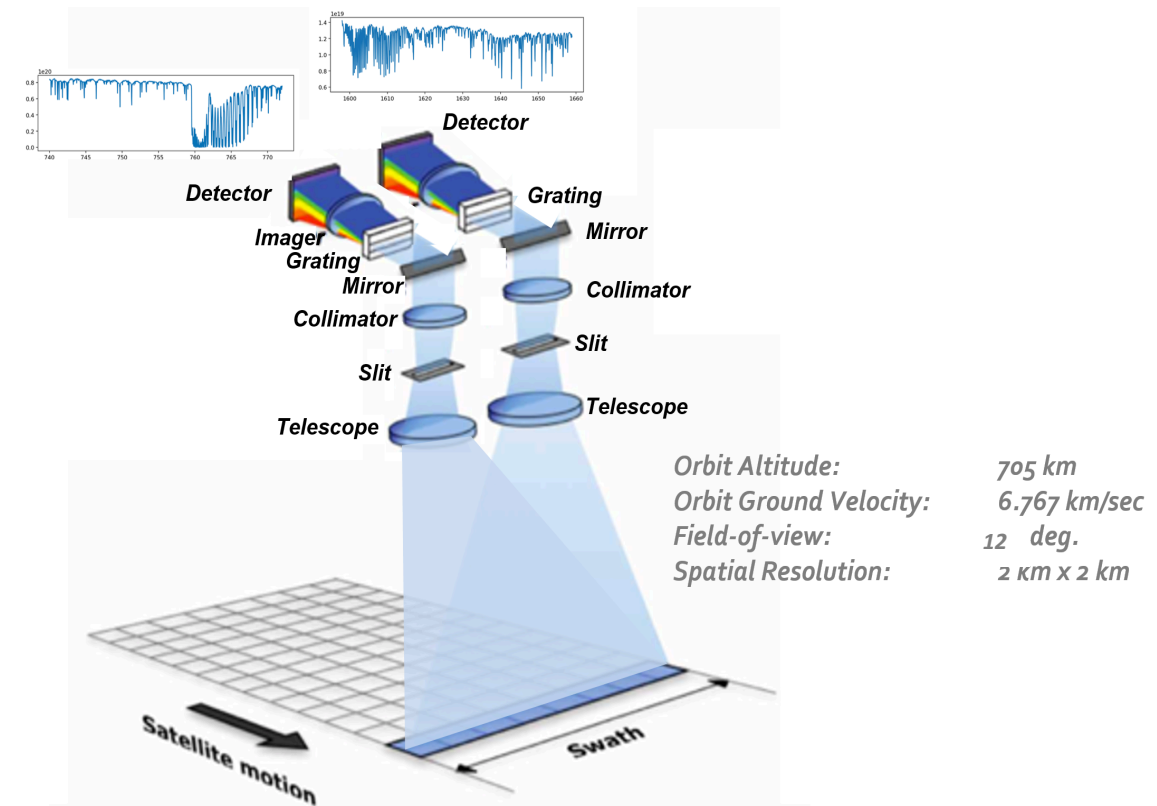 1e19
1.4
1.2
1.0
0.8
0.6
1600 1610 1620 1630 1640 1650 1660
1e20
0.8
0.6
0.4
0.2
0.0
740 745 750 755 760 765 770
Detector
Detector
Grating
Mirror
Imager
Grating
Mirror
Collimator
Collimator
Slit
Slit
Telescope
Telescope
Orbit Altitude: 705 km
Orbit Ground Velocity: 6.767 km/sec
Field-of-view: 12 deg.
Spatial Resolution: 2 km x 2 km
Satellite motion
Swath